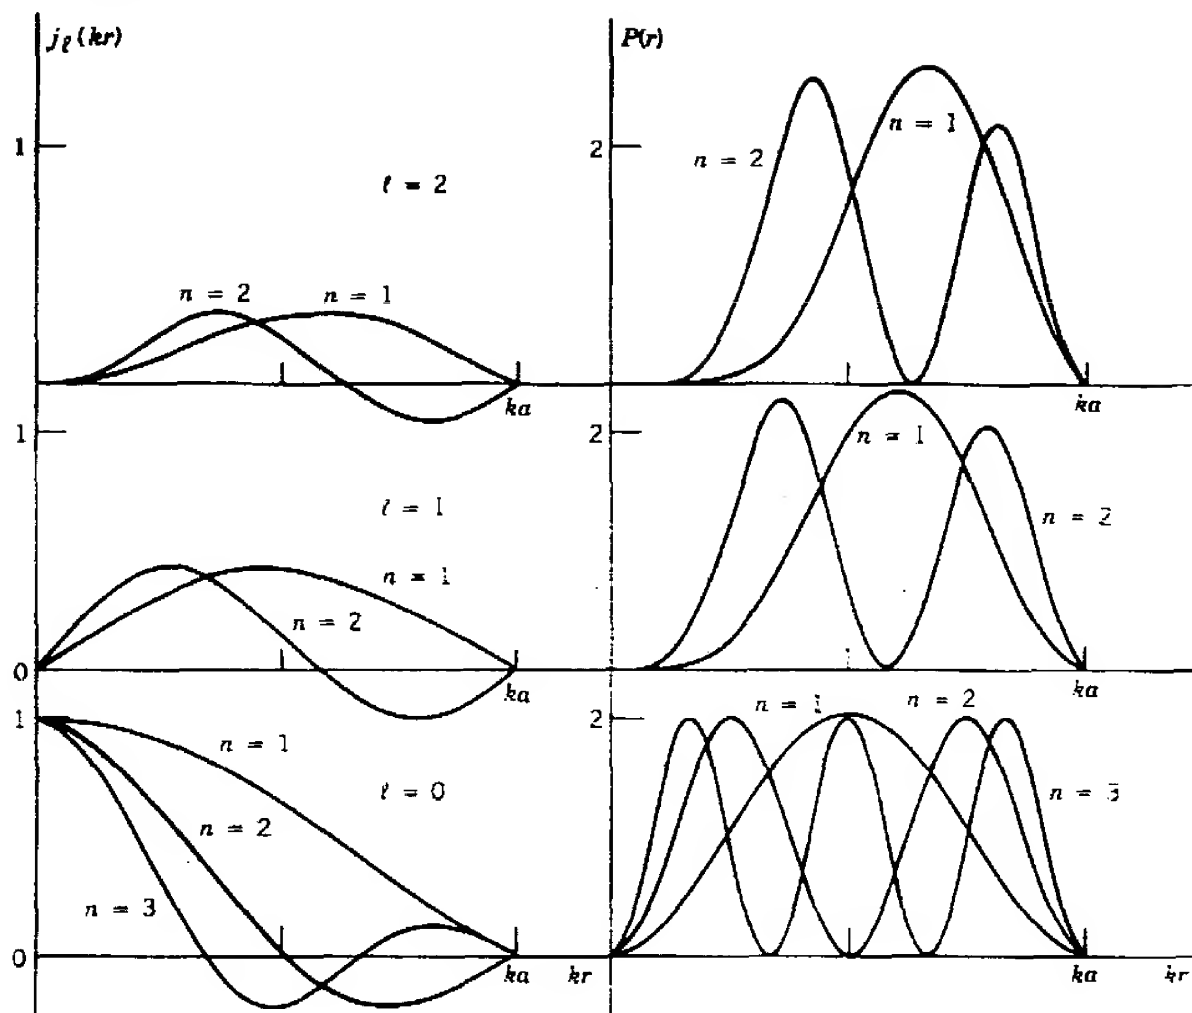 jℓ(kr)
P(r)
1
2
n = 1
n = 2
ℓ = 2
n = 2
n = 1
ka
ka
1
2
n = 1
ℓ = 1
n = 2
n = 1
n = 2
0
ka
ka
1
2
n = 1
n = 2
n = 1
ℓ = 0
n = 3
n = 2
n = 3
0
ka
kr
ka
kr